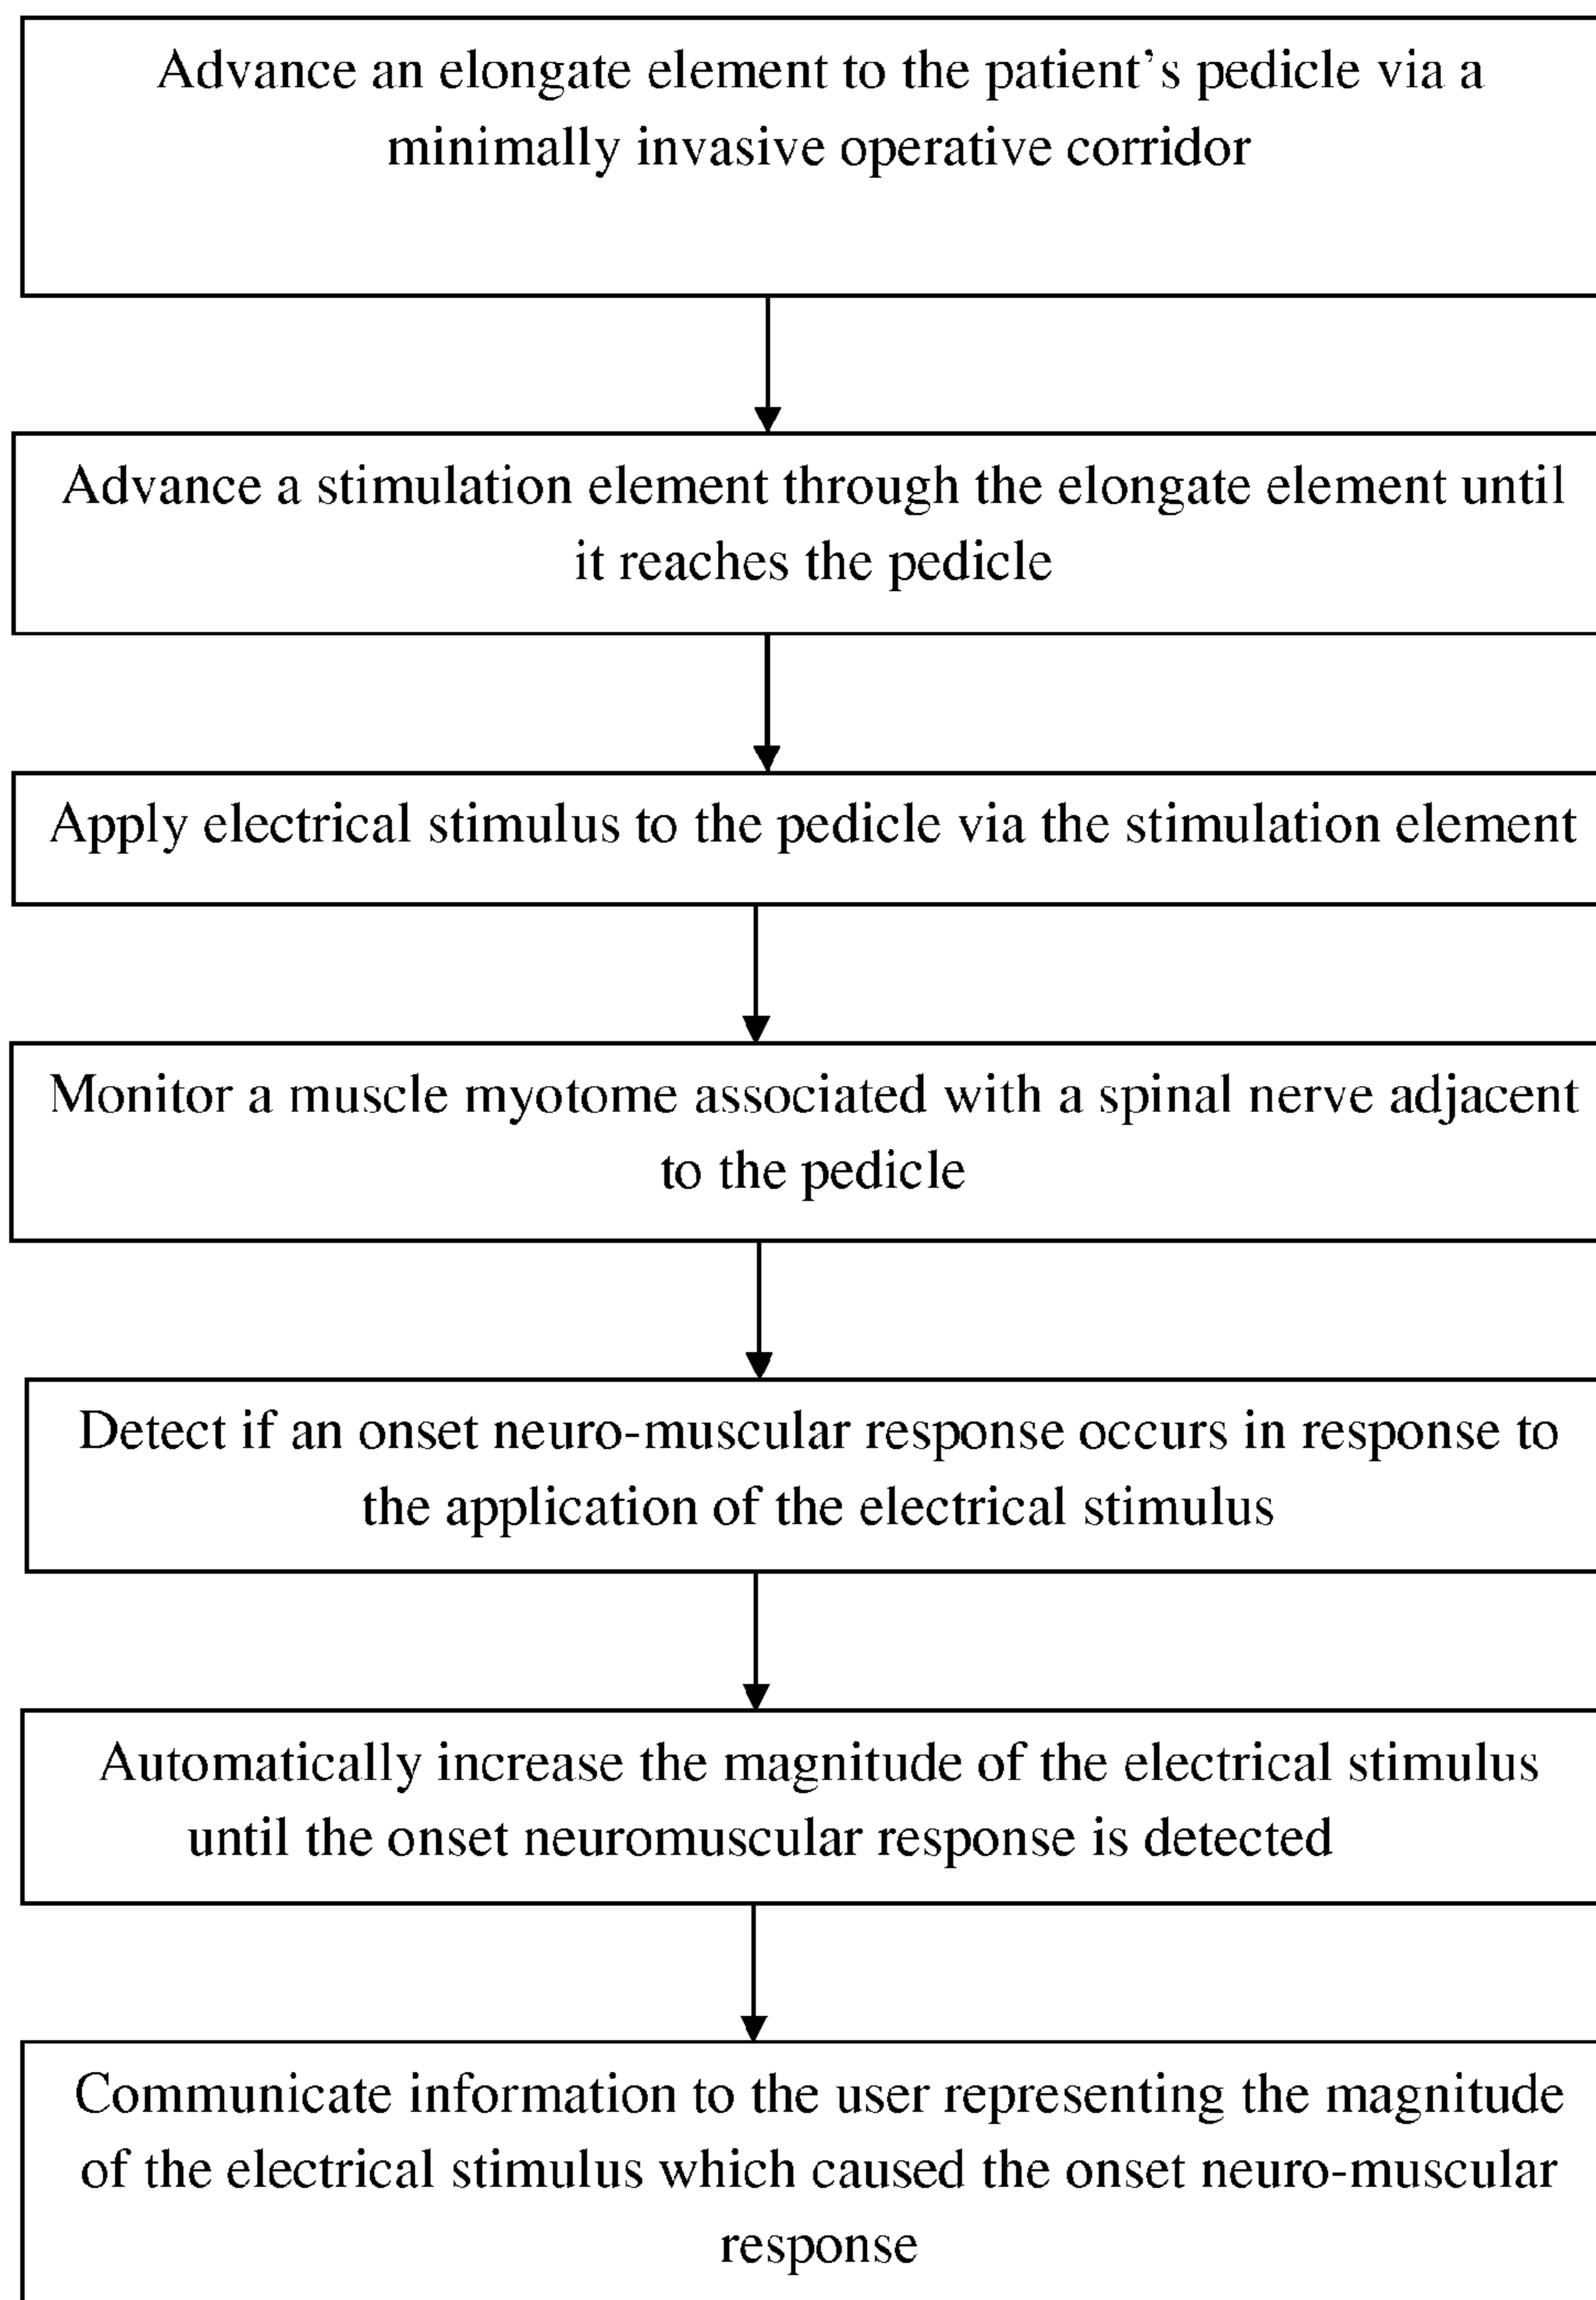 Advance an elongate element to the patient's pedicle via a
minimally invasive operative corridor
Advance a stimulation element through the elongate element until
it reaches the pedicle
Apply electrical stimulus to the pedicle via the stimulation element
Monitor a muscle myotome associated with a spinal nerve adjacent
to the pedicle
Detect if an onset neuro-muscular response occurs in response to
the application of the electrical stimulus
Automatically increase the magnitude of the electrical stimulus
until the onset neuromuscular response is detected
Communicate information to the user representing the magnitude
of the electrical stimulus which caused the onset neuro-muscular
response